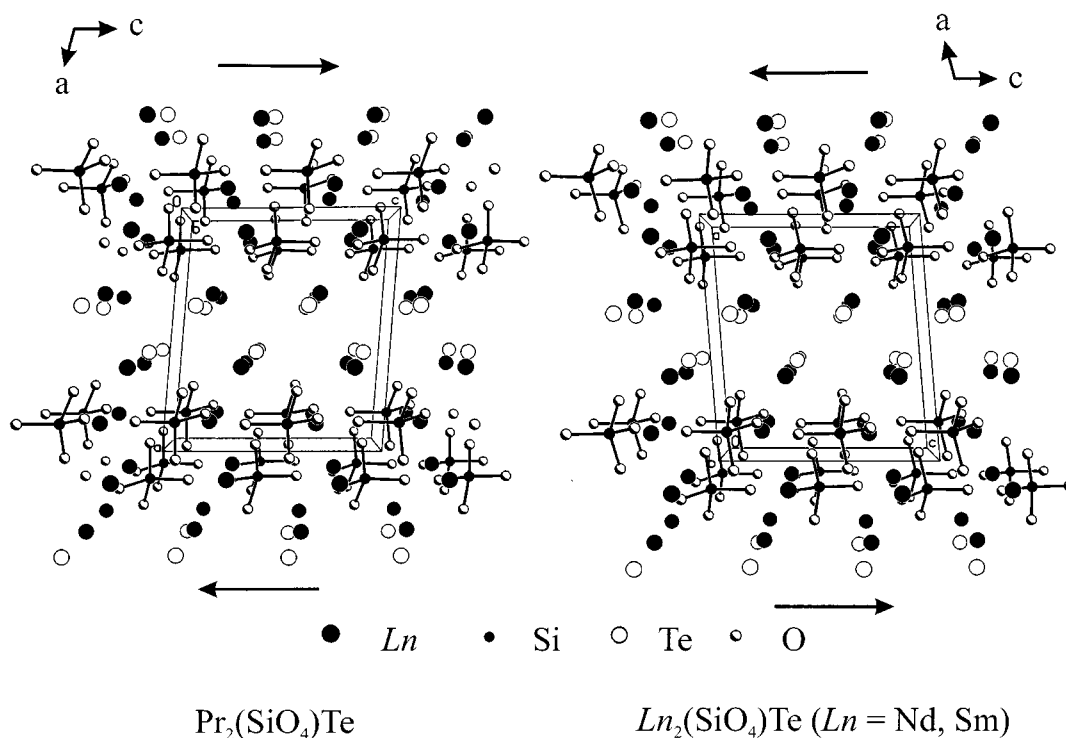 c
a
a
c
Ln Si Te O
Pr₂(SiO₄)Te
Ln₂(SiO₄)Te (Ln = Nd, Sm)